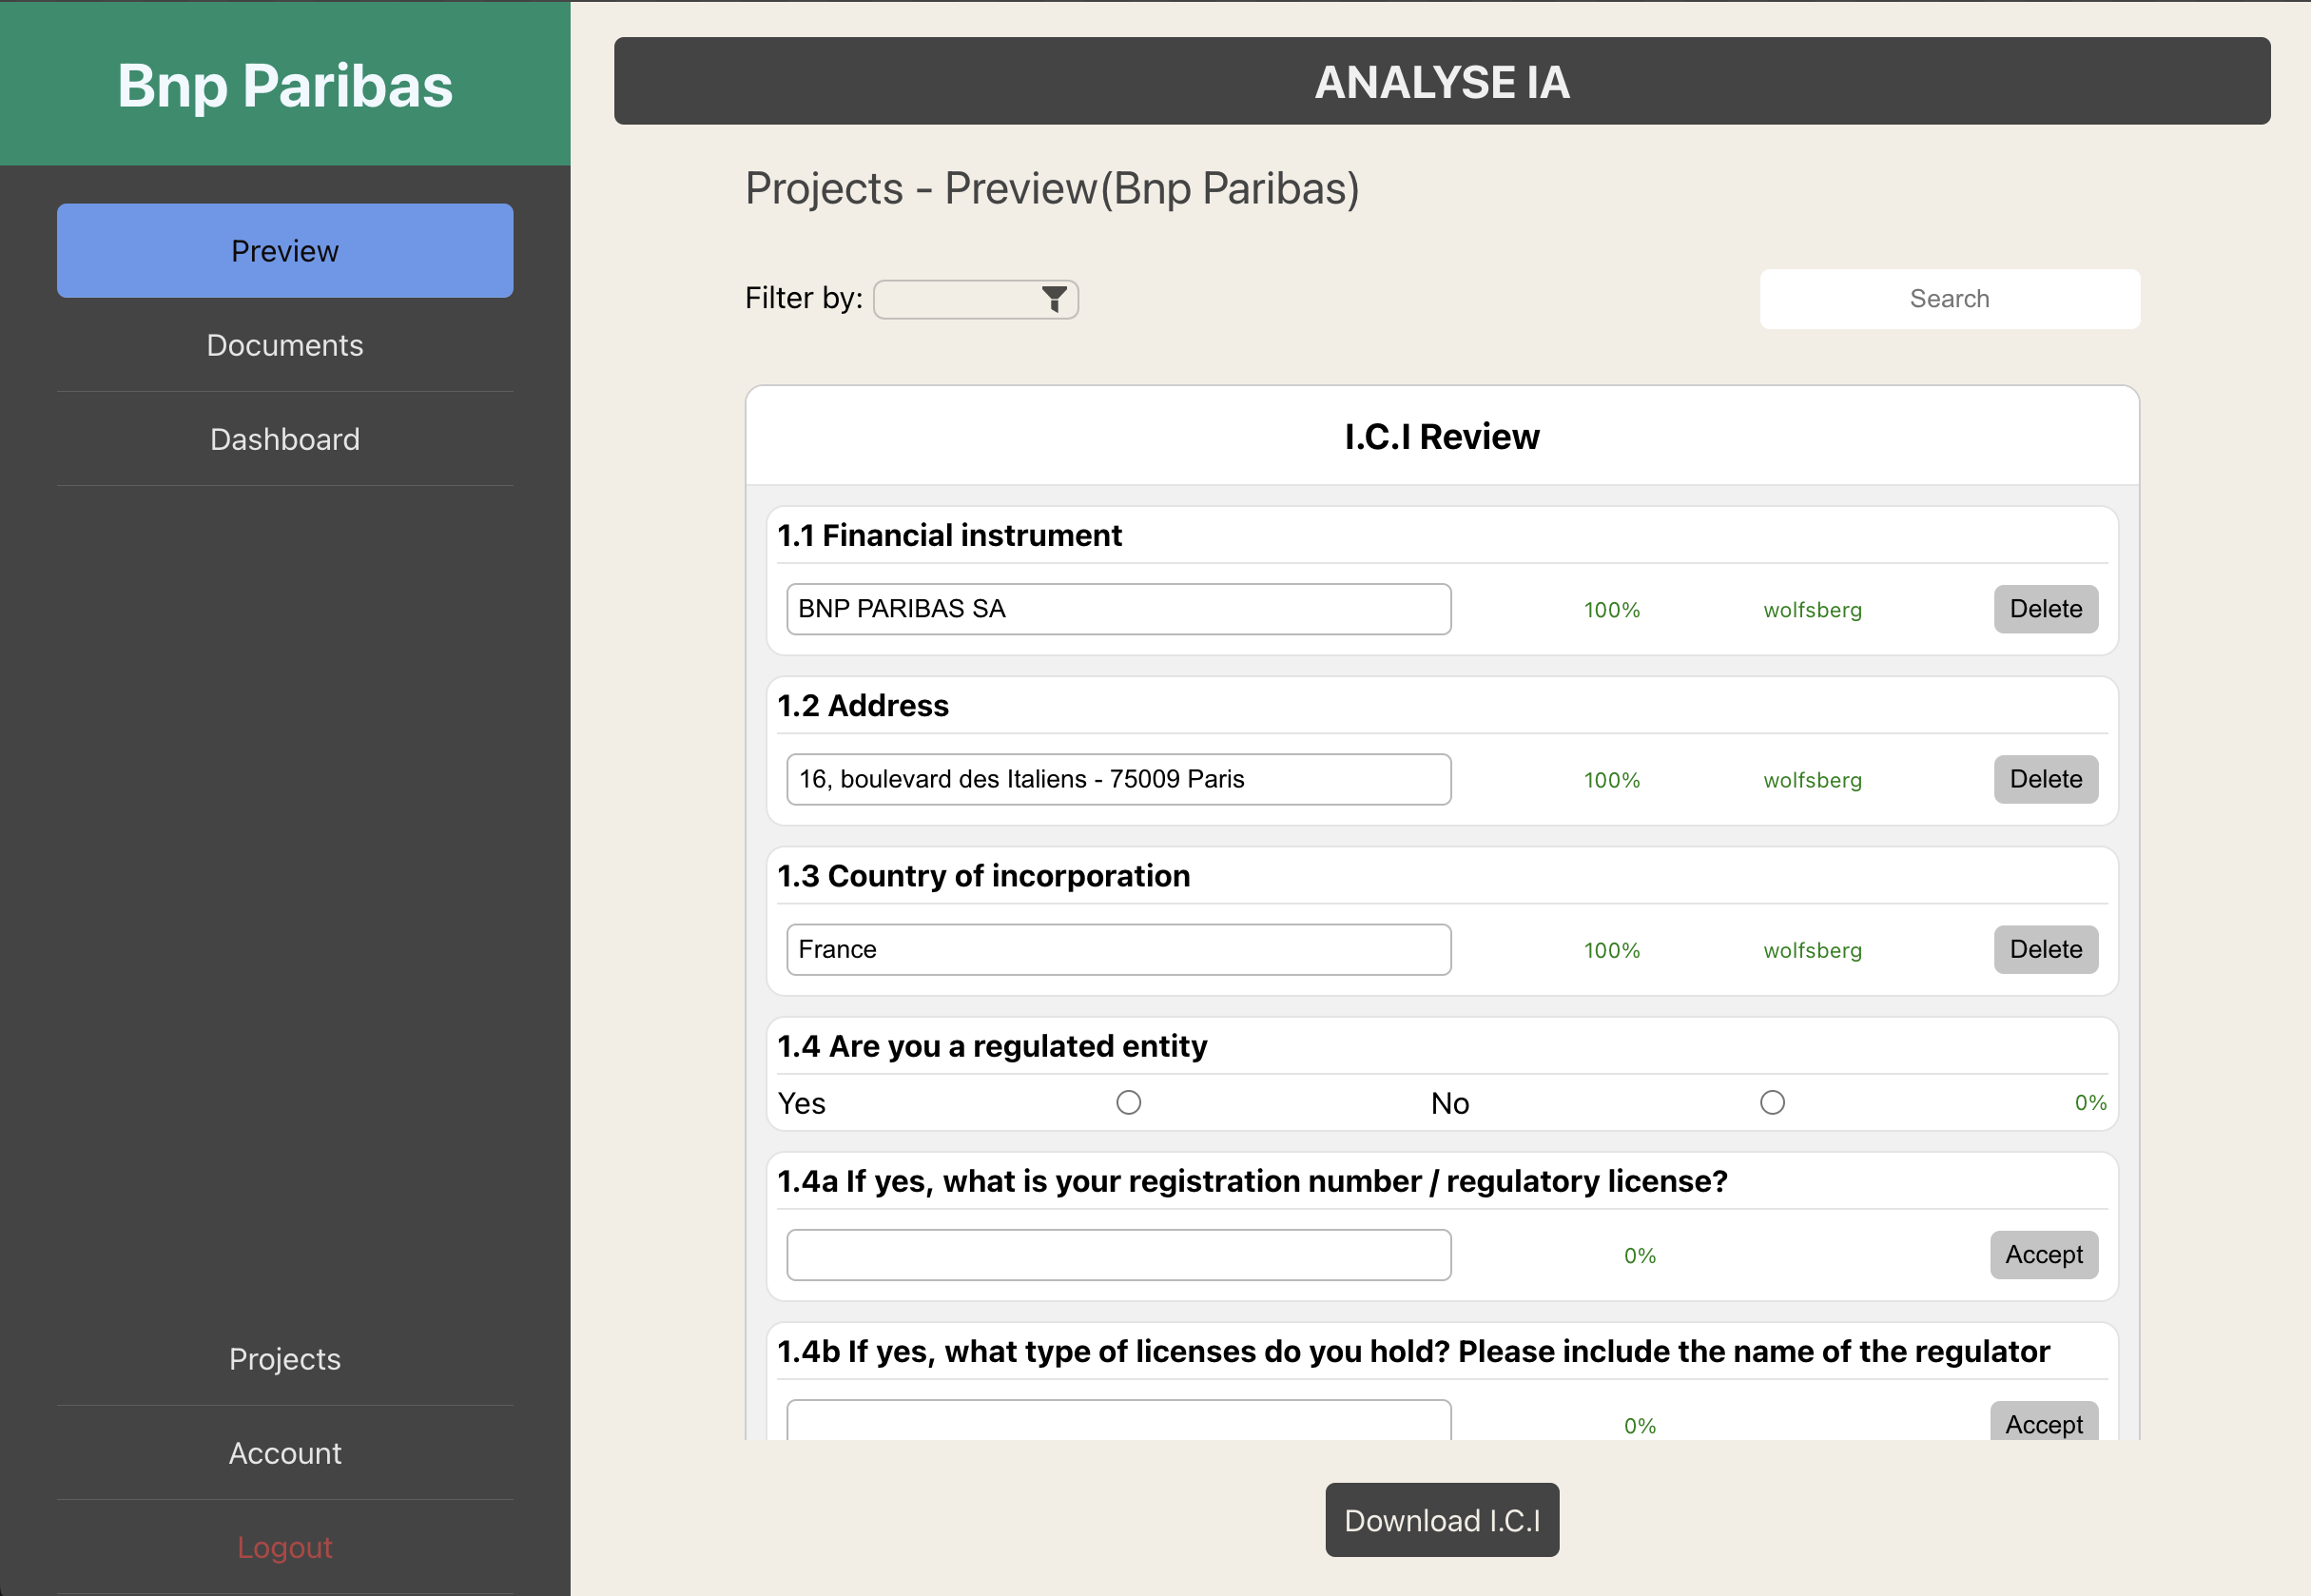 Bnp Paribas
Preview
Documents
Dashboard
Projects
Account
Logout
ANALYSE IA
Projects - Preview(Bnp Paribas)
Filter by:
Search
I.C.I Review
1.1 Financial instrument
BNP PARIBAS SA 100% wolfsberg Delete
1.2 Address
16, boulevard des Italiens - 75009 Paris 100% wolfsberg Delete
1.3 Country of incorporation
France 100% wolfsberg Delete
1.4 Are you a regulated entity
Yes No 0%
1.4a If yes, what is your registration number / regulatory license?
0% Accept
1.4b If yes, what type of licenses do you hold? Please include the name of the regulator
0% Accept
Download I.C.I